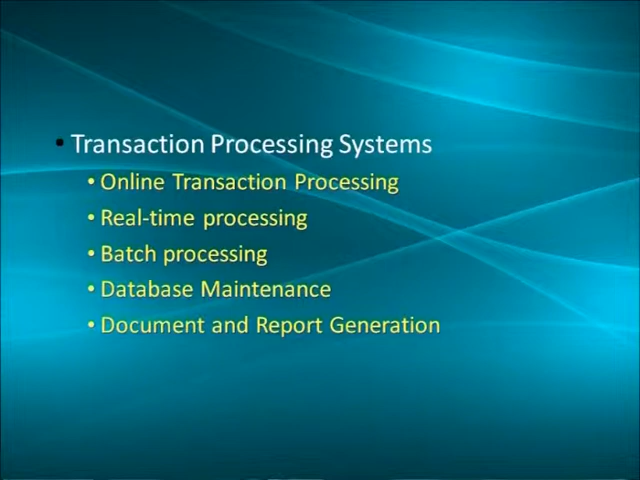 • Transaction Processing Systems
• Online Transaction Processing
• Real-time processing
• Batch processing
• Database Maintenance
• Document and Report Generation